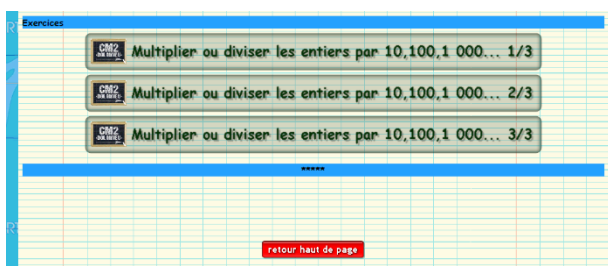 Exercices
CM2 Multiplier ou diviser les entiers par 10,100,1 000... 1/3
CM2 Multiplier ou diviser les entiers par 10,100,1 000... 2/3
CM2 Multiplier ou diviser les entiers par 10,100,1 000... 3/3
*****
retour haut de page